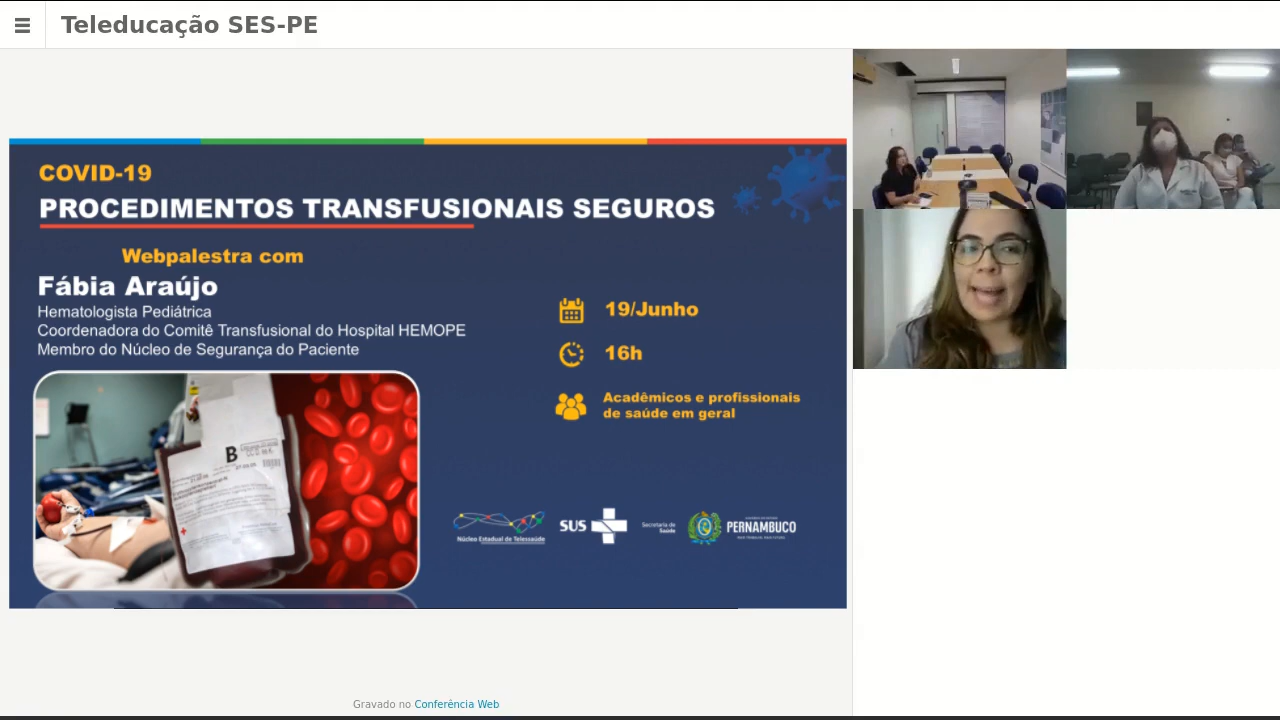 Teleducação SES-PE
COVID-19
PROCEDIMENTOS TRANSFUSIONAIS SEGUROS
Webpalestra com
Fábia Araújo
Hematologista Pediátrica
Coordenadora do Comitê Transfusional do Hospital HEMOPE
Membro do Núcleo de Segurança do Paciente
19/Junho
16h
Acadêmicos e profissionais
de saúde em geral
B
Núcleo Estadual de Telessaúde
SUS
Secretaria de
Saúde
PERNAMBUCO
Gravado no Conferência Web